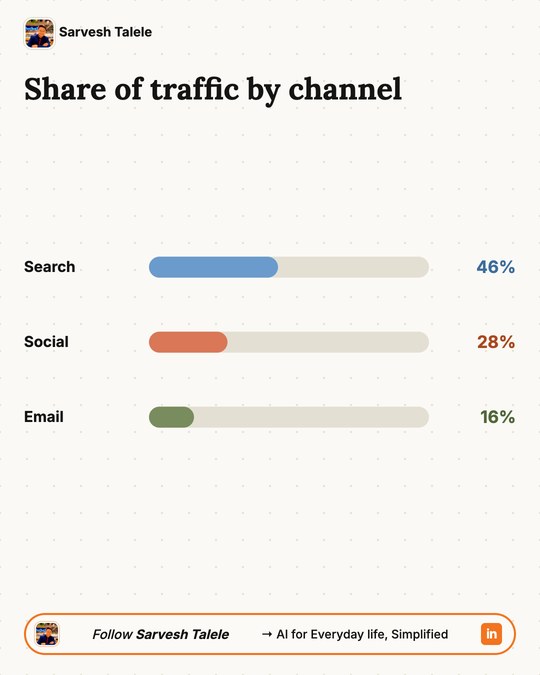 Sarvesh Talele
Share of traffic by channel
Search 46%
Social 28%
Email 16%
Follow Sarvesh Talele → AI for Everyday life, Simplified in